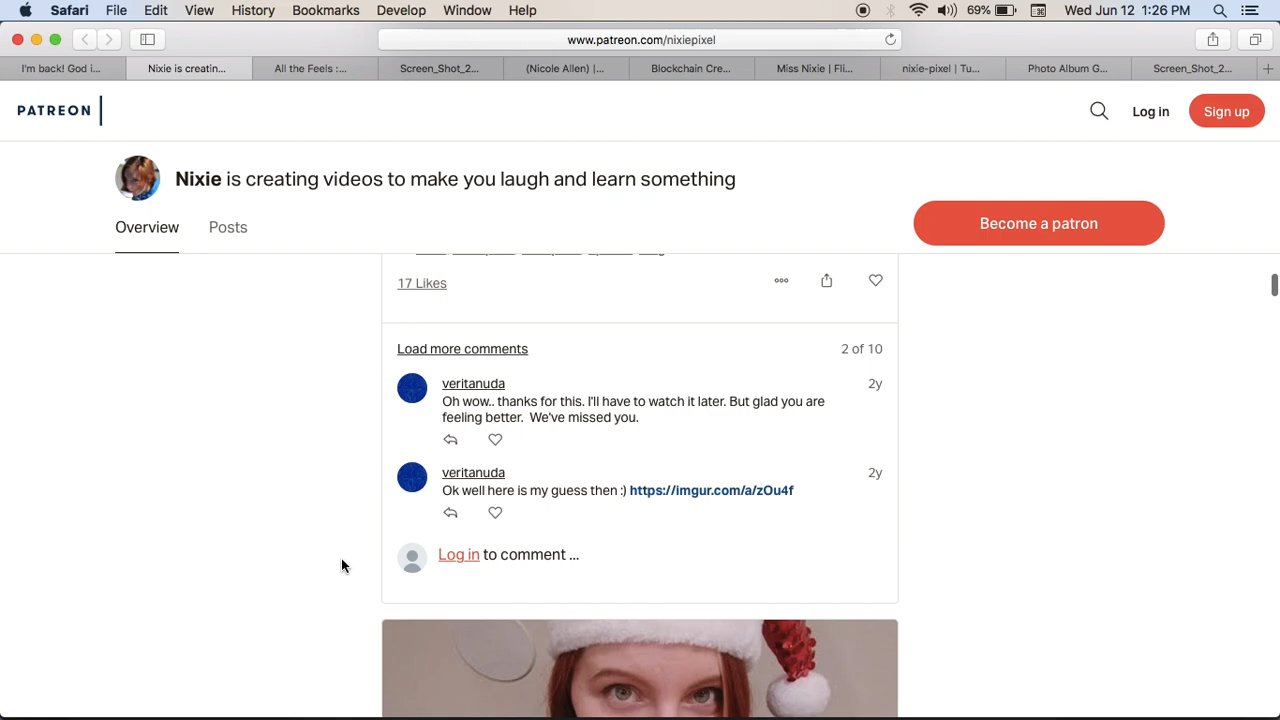 Safari File Edit View History Bookmarks Develop Window Help 69% Wed Jun 12 1:26 PM
www.patreon.com/nixiepixel
I'm back! God i... Nixie is creatin... All the Feels :... Screen_Shot_2... (Nicole Allen) |... Blockchain Cre... Miss Nixie | Fli... nixie-pixel | Tu... Photo Album G... Screen_Shot_2...
PATREON Log in Sign up
Nixie is creating videos to make you laugh and learn something
Overview Posts Become a patron
17 Likes
Load more comments 2 of 10
veritanuda 2y
Oh wow.. thanks for this. I'll have to watch it later. But glad you are
feeling better. We've missed you.
veritanuda 2y
Ok well here is my guess then :) https://imgur.com/a/zOu4f
Log in to comment ...